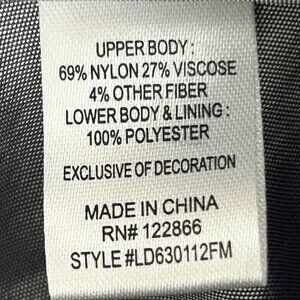 UPPER BODY :
69% NYLON 27% VISCOSE
4% OTHER FIBER
LOWER BODY & LINING :
100% POLYESTER
EXCLUSIVE OF DECORATION
MADE IN CHINA
RN# 122866
STYLE #LD630112FM